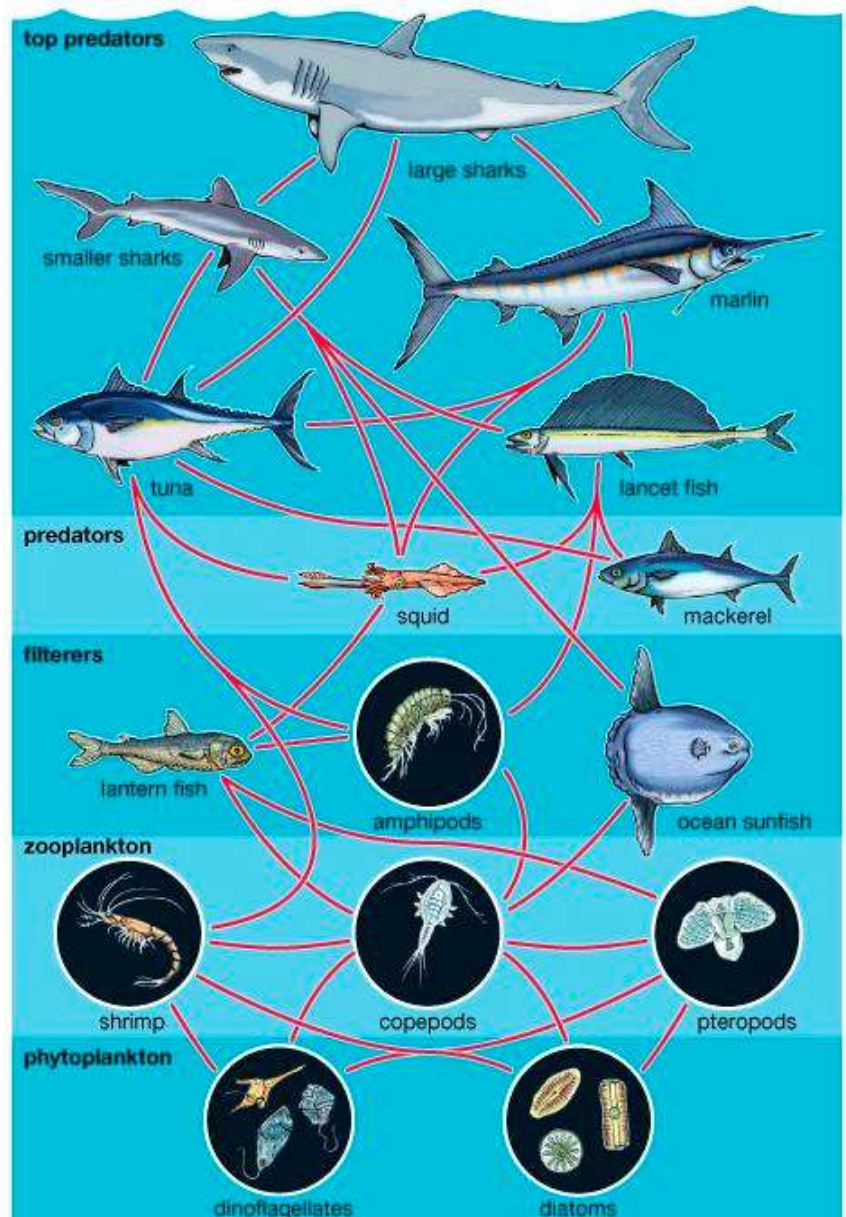 top predators
large sharks
smaller sharks
marlin
tuna
lancet fish
predators
squid
mackerel
filterers
lantern fish
amphipods
ocean sunfish
zooplankton
shrimp
copepods
pteropods
phytoplankton
dinoflagellates
diatoms